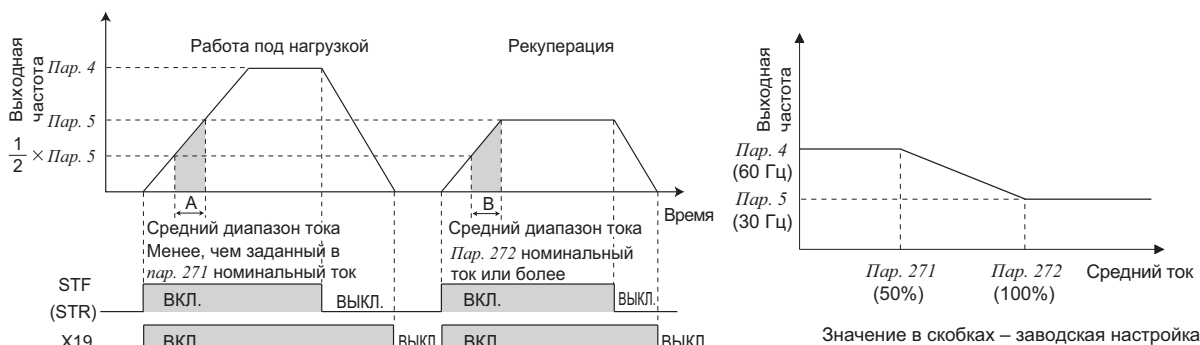 Работа под нагрузкой
Рекуперация
Выходная
частота
Пар. 4
Пар. 5
1
2
× Пар. 5
A
B
Время
Средний диапазон тока
Менее, чем заданный в
пар. 271 номинальный ток
Средний диапазон тока
Пар. 272 номинальный
ток или более
STF
(STR)
ВКЛ.
ВЫКЛ.
ВКЛ.
ВЫКЛ.
X19
ВКЛ
ВЫКЛ
ВКЛ
ВЫКЛ
Выходная
частота
Пар. 4
(60 Гц)
Пар. 5
(30 Гц)
Пар. 271
(50%)
Пар. 272
(100%)
Средний ток
Значение в скобках – заводская настройка